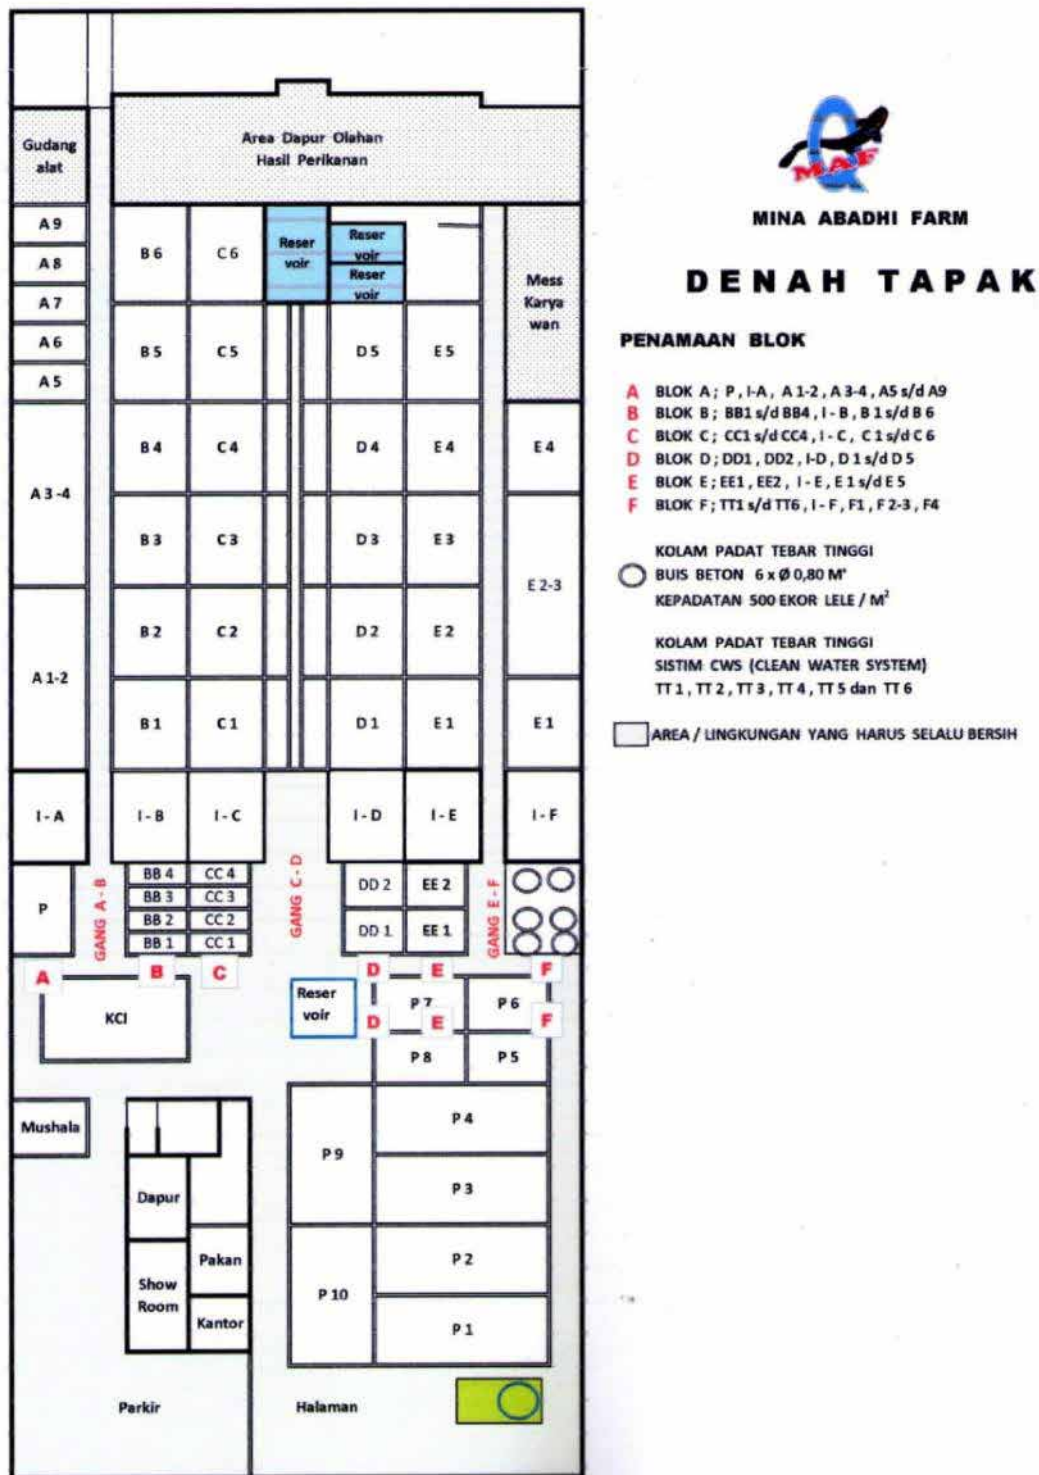 Gudang
alat
Area Dapur Olahan
Hasil Perikanan
A 9
A 8
A 7
A 6
A 5
A 3 -4
A 1-2
I - A
P
B 6
B 5
B 4
B 3
B 2
B 1
I - B
BB 4
BB 3
BB 2
BB 1
C 6
C 5
C 4
C 3
C 2
C 1
I - C
CC 4
CC 3
CC 2
CC 1
Reser
voir
Reser
voir
Reser
voir
D 5
D 4
D 3
D 2
D 1
I - D
DD 2
DD 1
E 5
E 4
E 3
E 2
E 1
I - E
EE 2
EE 1
Mess
Karya
wan
E 4
E 2-3
E 1
I - F
GANG A - B
GANG C - D
GANG E - F
A
B
C
D
E
F
KCI
Reser
voir
D
E
F
P 7
P 6
P 8
P 5
P 4
P 9
P 3
P 2
P 10
P 1
Mushala
Dapur
Pakan
Show
Room
Kantor
Parkir
Halaman
MAF
MINA ABADHI FARM
DENAH TAPAK
PENAMAAN BLOK
A BLOK A ; P , I-A , A 1-2 , A 3-4 , A5 s/d A9
B BLOK B ; BB1 s/d BB4 , I - B , B 1 s/d B 6
C BLOK C ; CC1 s/d CC4 , I - C , C 1 s/d C 6
D BLOK D ; DD1 , DD2 , I-D , D 1 s/d D 5
E BLOK E ; EE1 , EE2 , I - E , E 1 s/d E 5
F BLOK F ; TT1 s/d TT6 , I - F , F1 , F 2-3 , F4
KOLAM PADAT TEBAR TINGGI
BUIS BETON 6 x Ø 0,80 M'
KEPADATAN 500 EKOR LELE / M²
KOLAM PADAT TEBAR TINGGI
SISTIM CWS (CLEAN WATER SYSTEM)
TT 1 , TT 2 , TT 3 , TT 4 , TT 5 dan TT 6
AREA / LINGKUNGAN YANG HARUS SELALU BERSIH